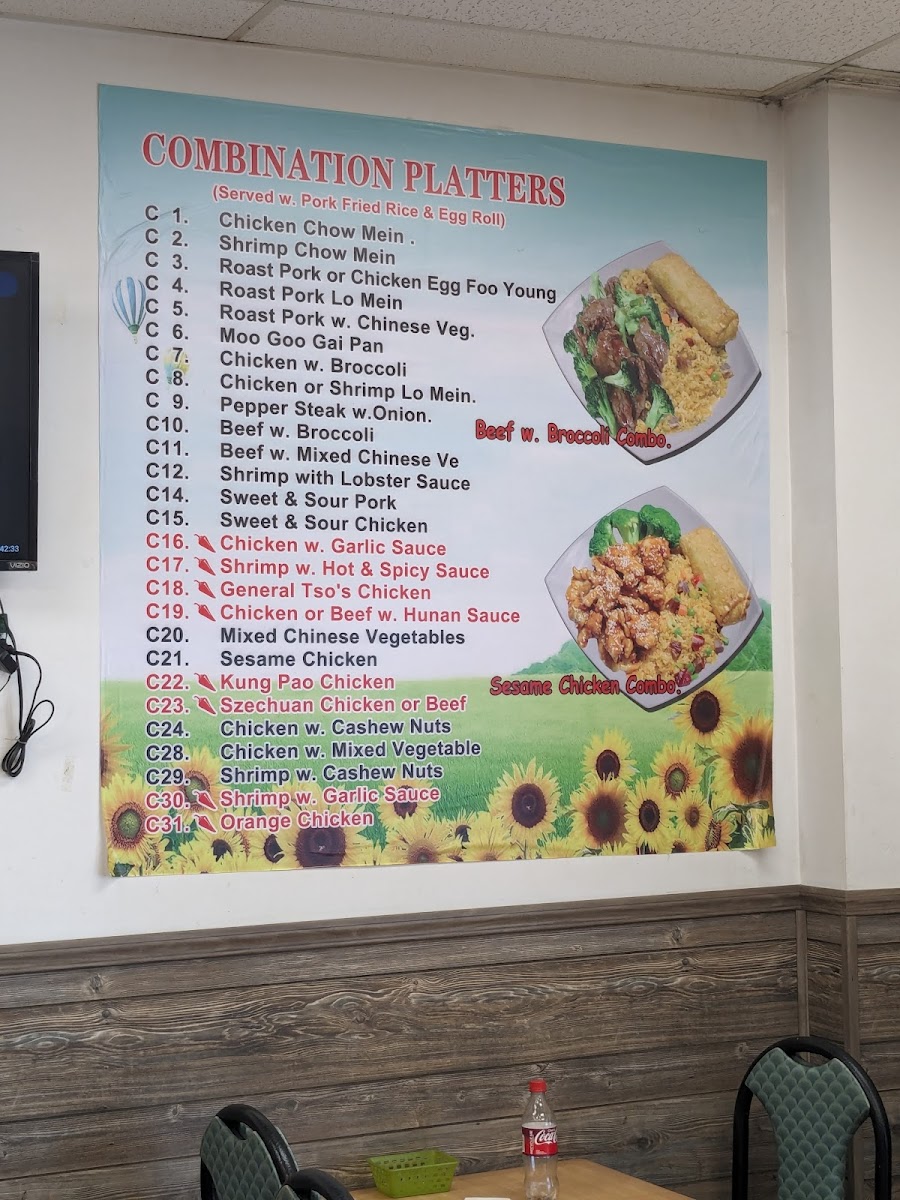 COMBINATION PLATTERS
(Served w. Pork Fried Rice & Egg Roll)
C 1. Chicken Chow Mein .
C 2. Shrimp Chow Mein
C 3. Roast Pork or Chicken Egg Foo Young
C 4. Roast Pork Lo Mein
C 5. Roast Pork w. Chinese Veg.
C 6. Moo Goo Gai Pan
C 7. Chicken w. Broccoli
C 8. Chicken or Shrimp Lo Mein.
C 9. Pepper Steak w.Onion.
C10. Beef w. Broccoli
C11. Beef w. Mixed Chinese Ve
C12. Shrimp with Lobster Sauce
C14. Sweet & Sour Pork
C15. Sweet & Sour Chicken
C16. Chicken w. Garlic Sauce
C17. Shrimp w. Hot & Spicy Sauce
C18. General Tso's Chicken
C19. Chicken or Beef w. Hunan Sauce
C20. Mixed Chinese Vegetables
C21. Sesame Chicken
C22. Kung Pao Chicken
C23. Szechuan Chicken or Beef
C24. Chicken w. Cashew Nuts
C28. Chicken w. Mixed Vegetable
C29. Shrimp w. Cashew Nuts
C30. Shrimp w. Garlic Sauce
C31. Orange Chicken
Beef w. Broccoli Combo.
Sesame Chicken Combo.
42:33
VIZIO
Coca-Cola